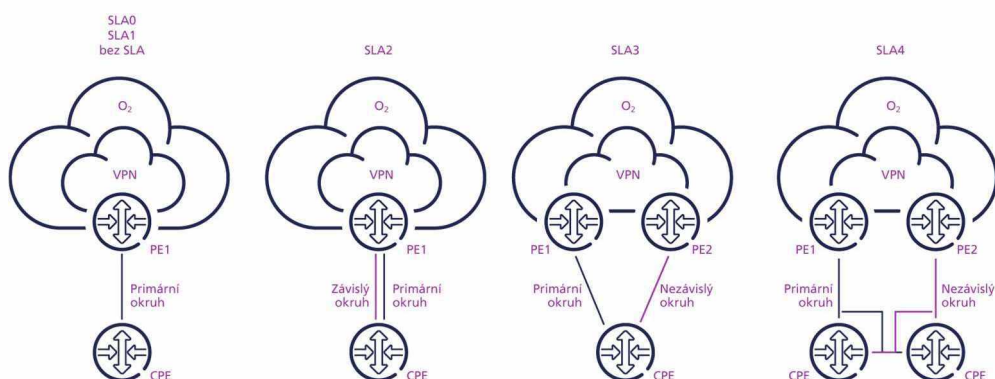 SLA0
SLA1
bez SLA
O₂
VPN
PE1
Primární
okruh
CPE
SLA2
O₂
VPN
PE1
Závislý
okruh
Primární
okruh
CPE
SLA3
O₂
VPN
PE1
PE2
Primární
okruh
Nezávislý
okruh
CPE
SLA4
O₂
VPN
PE1
PE2
Primární
okruh
Nezávislý
okruh
CPE
CPE